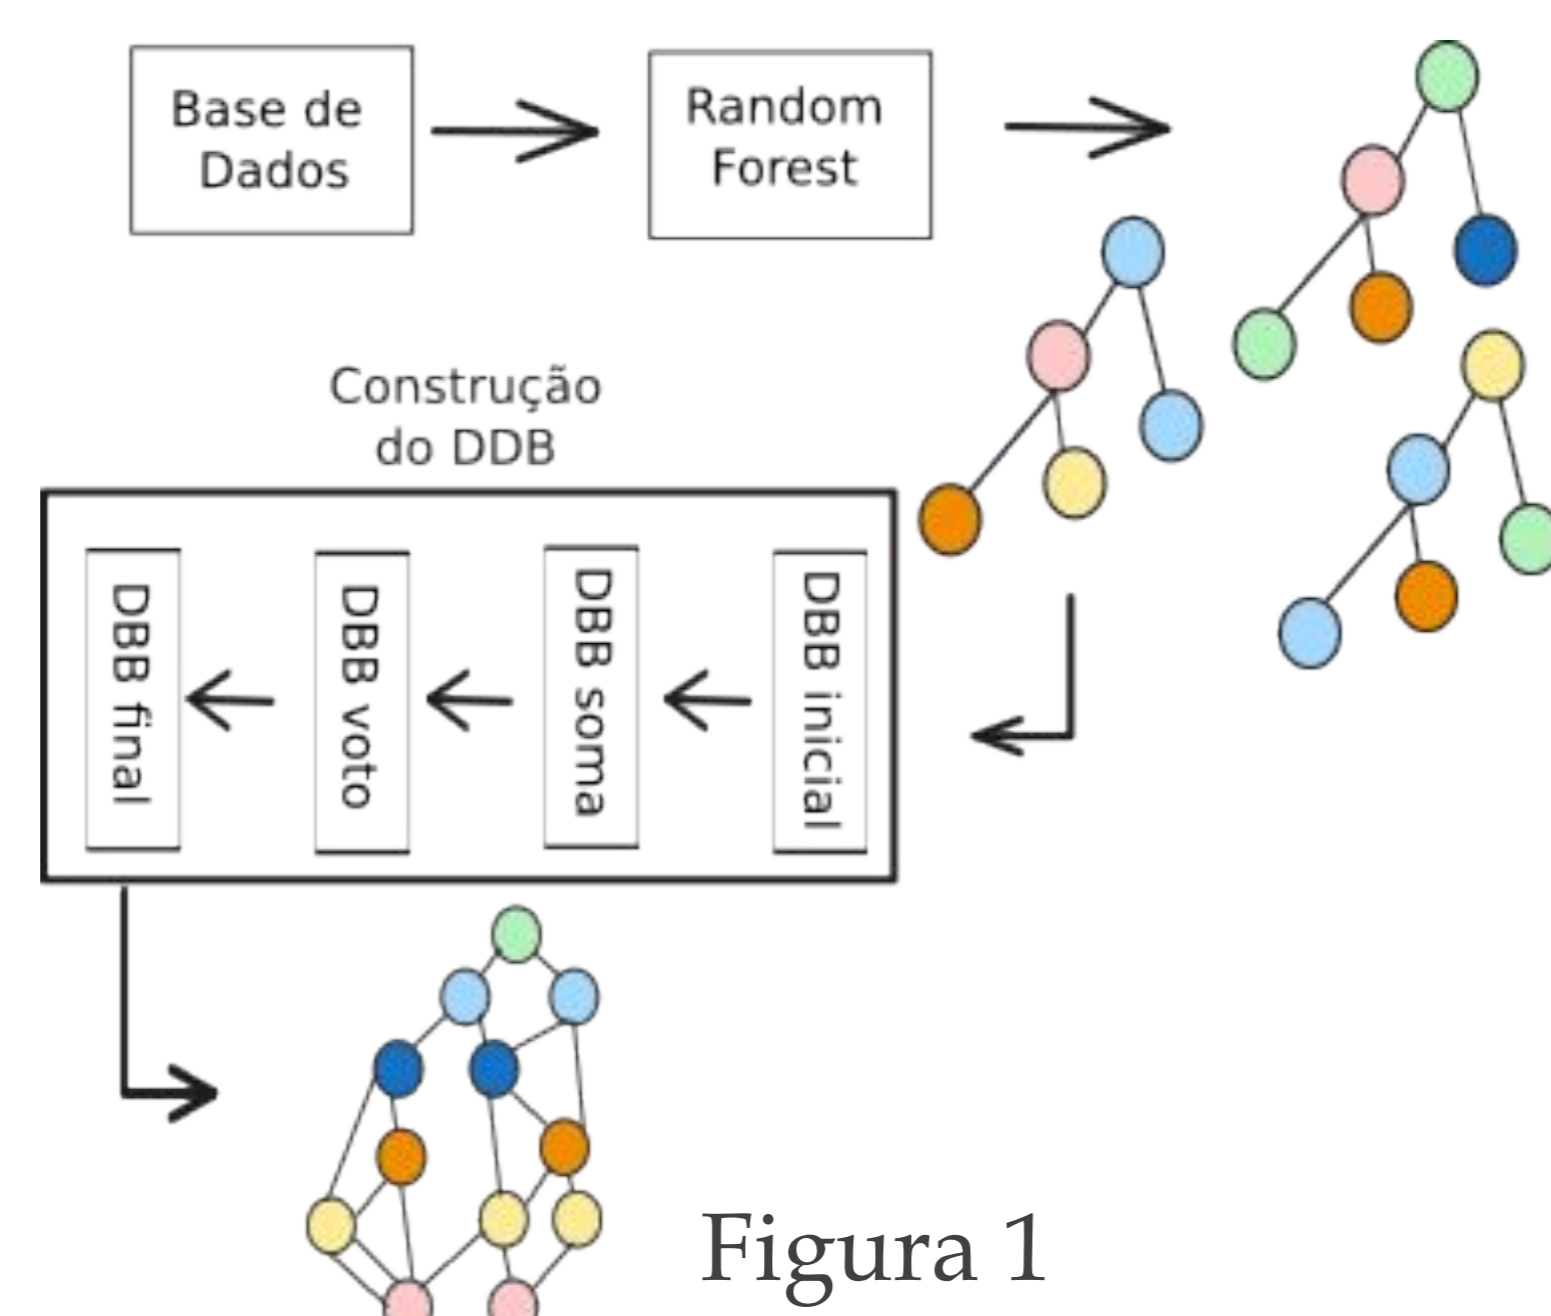 Base de
Dados
Random
Forest
Construção
do DDB
DBB final
DBB voto
DBB soma
DBB inicial
Figura 1